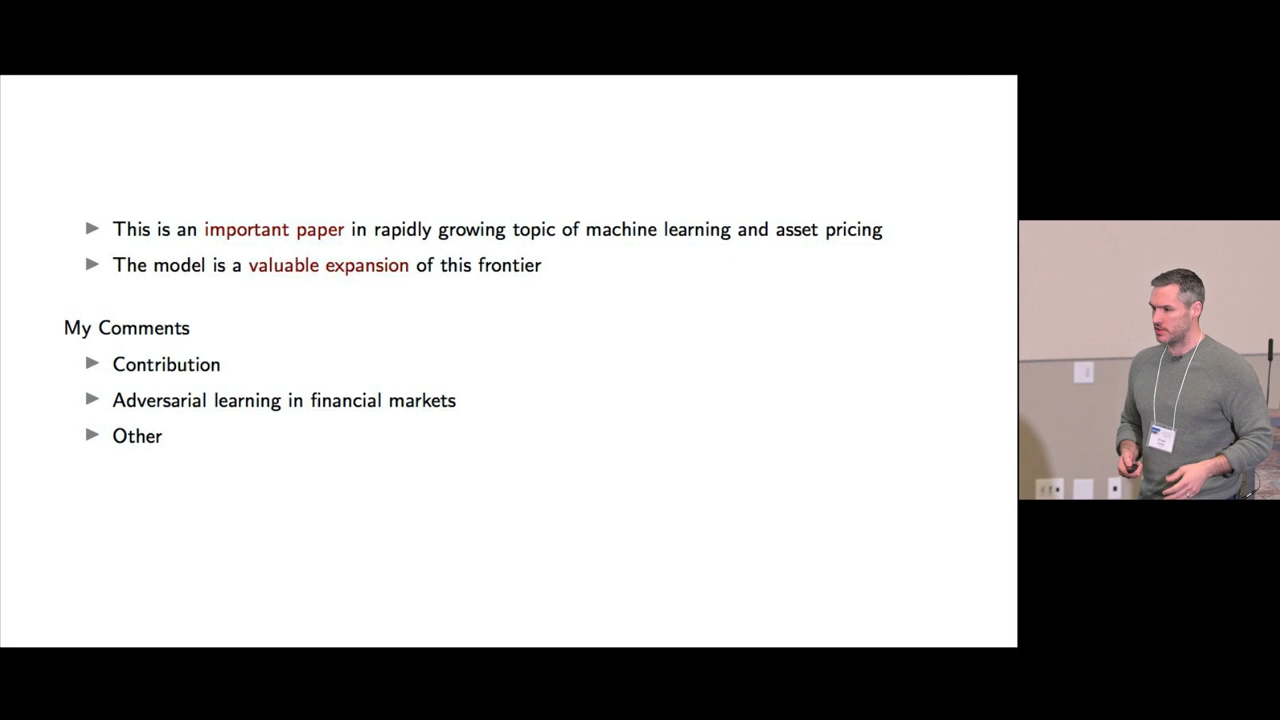 This is an important paper in rapidly growing topic of machine learning and asset pricing
The model is a valuable expansion of this frontier
My Comments
Contribution
Adversarial learning in financial markets
Other